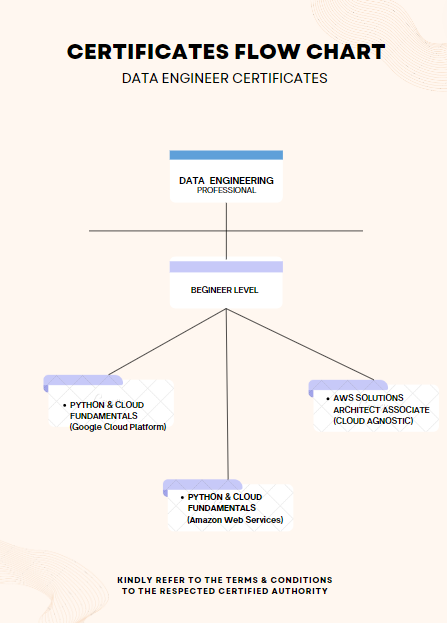 CERTIFICATES FLOW CHART
DATA ENGINEER CERTIFICATES
DATA ENGINEERING
PROFESSIONAL
BEGINEER LEVEL
• PYTHON & CLOUD
FUNDAMENTALS
(Google Cloud Platform)
• AWS SOLUTIONS
ARCHITECT ASSOCIATE
(CLOUD AGNOSTIC)
• PYTHON & CLOUD
FUNDAMENTALS
(Amazon Web Services)
KINDLY REFER TO THE TERMS & CONDITIONS
TO THE RESPECTED CERTIFIED AUTHORITY